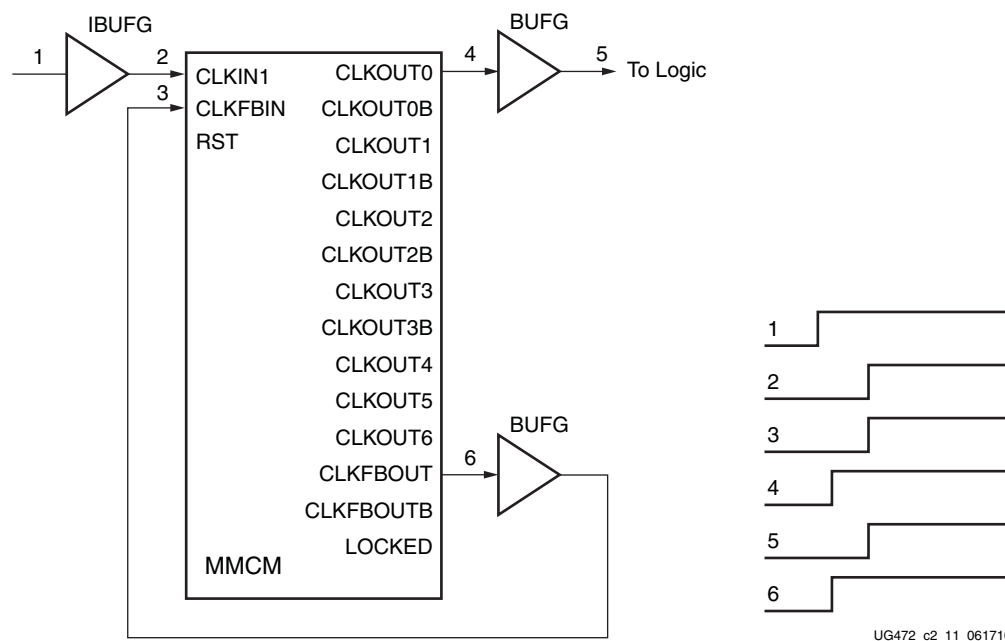 IBUFG
BUFG
1
2
3
CLKIN1
CLKFBIN
RST
CLKOUT0
CLKOUT0B
CLKOUT1
CLKOUT1B
CLKOUT2
CLKOUT2B
CLKOUT3
CLKOUT3B
CLKOUT4
CLKOUT5
CLKOUT6
CLKFBOUT
CLKFBOUTB
LOCKED
MMCM
4
5
To Logic
BUFG
6
1
2
3
4
5
6